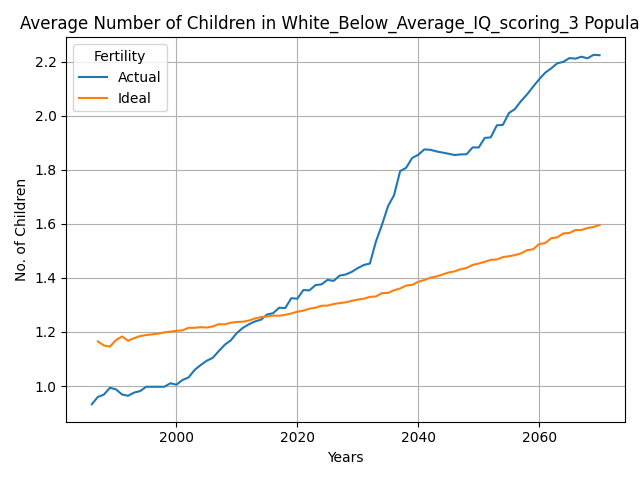 Average Number of Children in White_Below_Average_IQ_scoring_3 Popula
Fertility
Actual
Ideal
No. of Children
2.2
2.0
1.8
1.6
1.4
1.2
1.0
2000 2020 2040 2060
Years